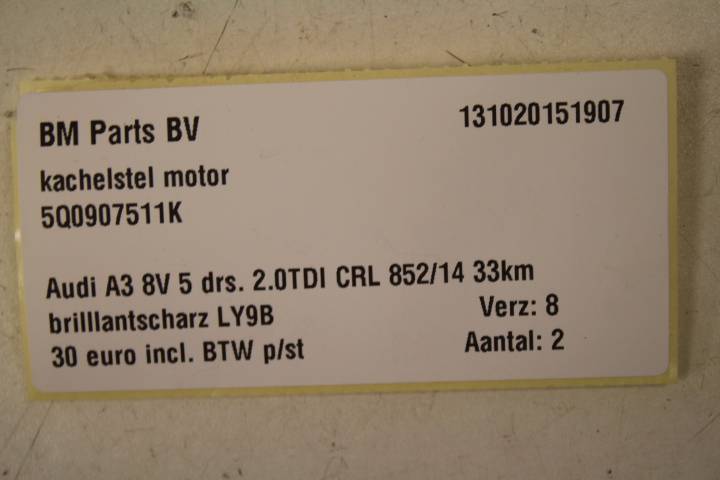 BM Parts BV 131020151907
kachelstel motor
5Q0907511K
Audi A3 8V 5 drs. 2.0TDI CRL 852/14 33km
brilllantscharz LY9B Verz: 8
30 euro incl. BTW p/st Aantal: 2